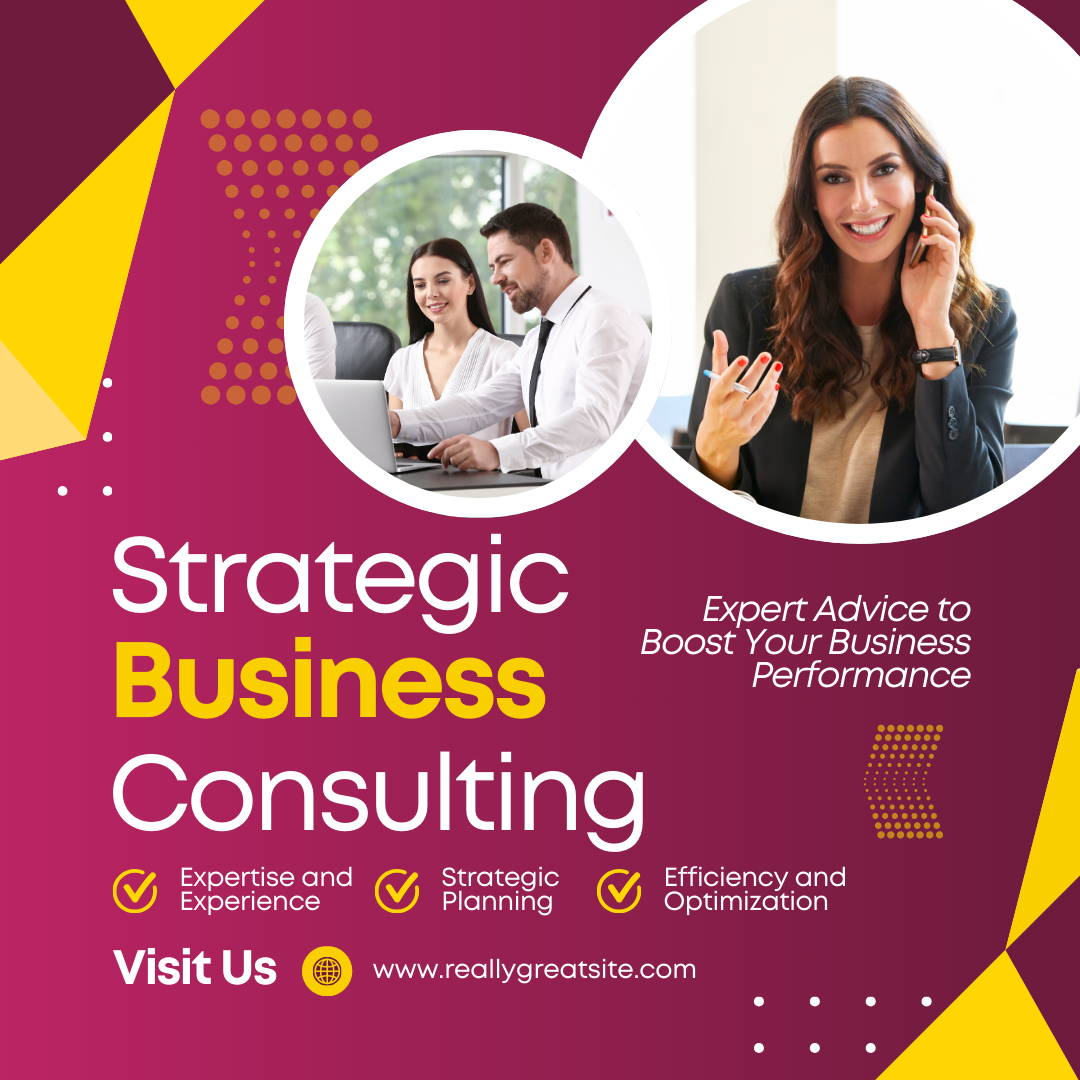 Strategic
Business
Consulting
Expert Advice to
Boost Your Business
Performance
Expertise and
Experience
Strategic
Planning
Efficiency and
Optimization
Visit Us
www.reallygreatsite.com